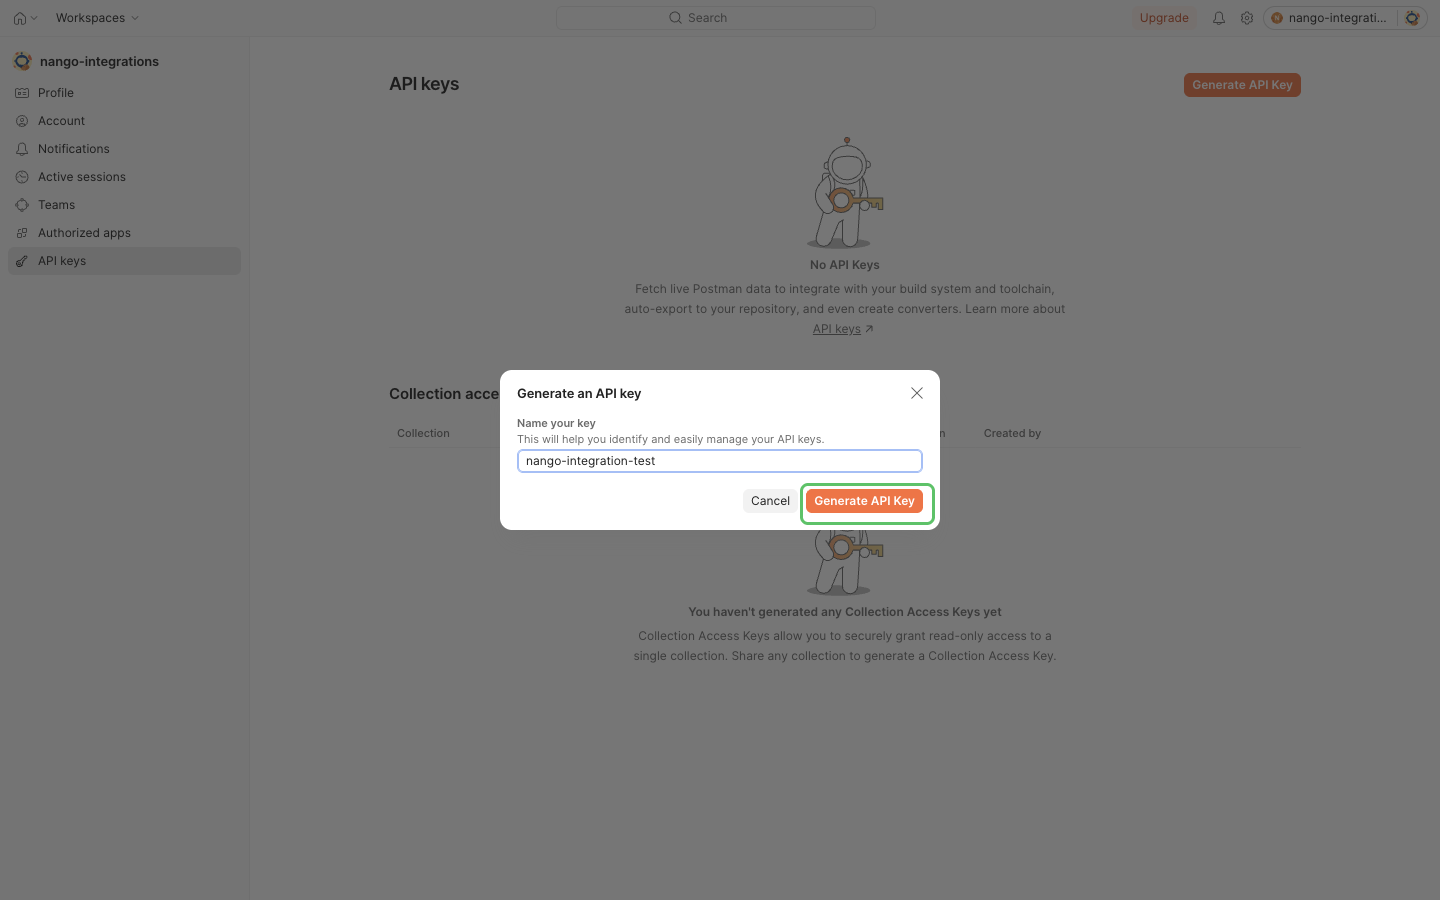 Workspaces
Search
Upgrade
nango-integrati...
nango-integrations
Profile
Account
Notifications
Active sessions
Teams
Authorized apps
API keys
API keys
Generate API Key
No API Keys
Fetch live Postman data to integrate with your build system and toolchain,
auto-export to your repository, and even create converters. Learn more about
API keys ↗
Collection acce
Collection
n
Created by
Generate an API key
Name your key
This will help you identify and easily manage your API keys.
nango-integration-test
Cancel
Generate API Key
You haven't generated any Collection Access Keys yet
Collection Access Keys allow you to securely grant read-only access to a
single collection. Share any collection to generate a Collection Access Key.